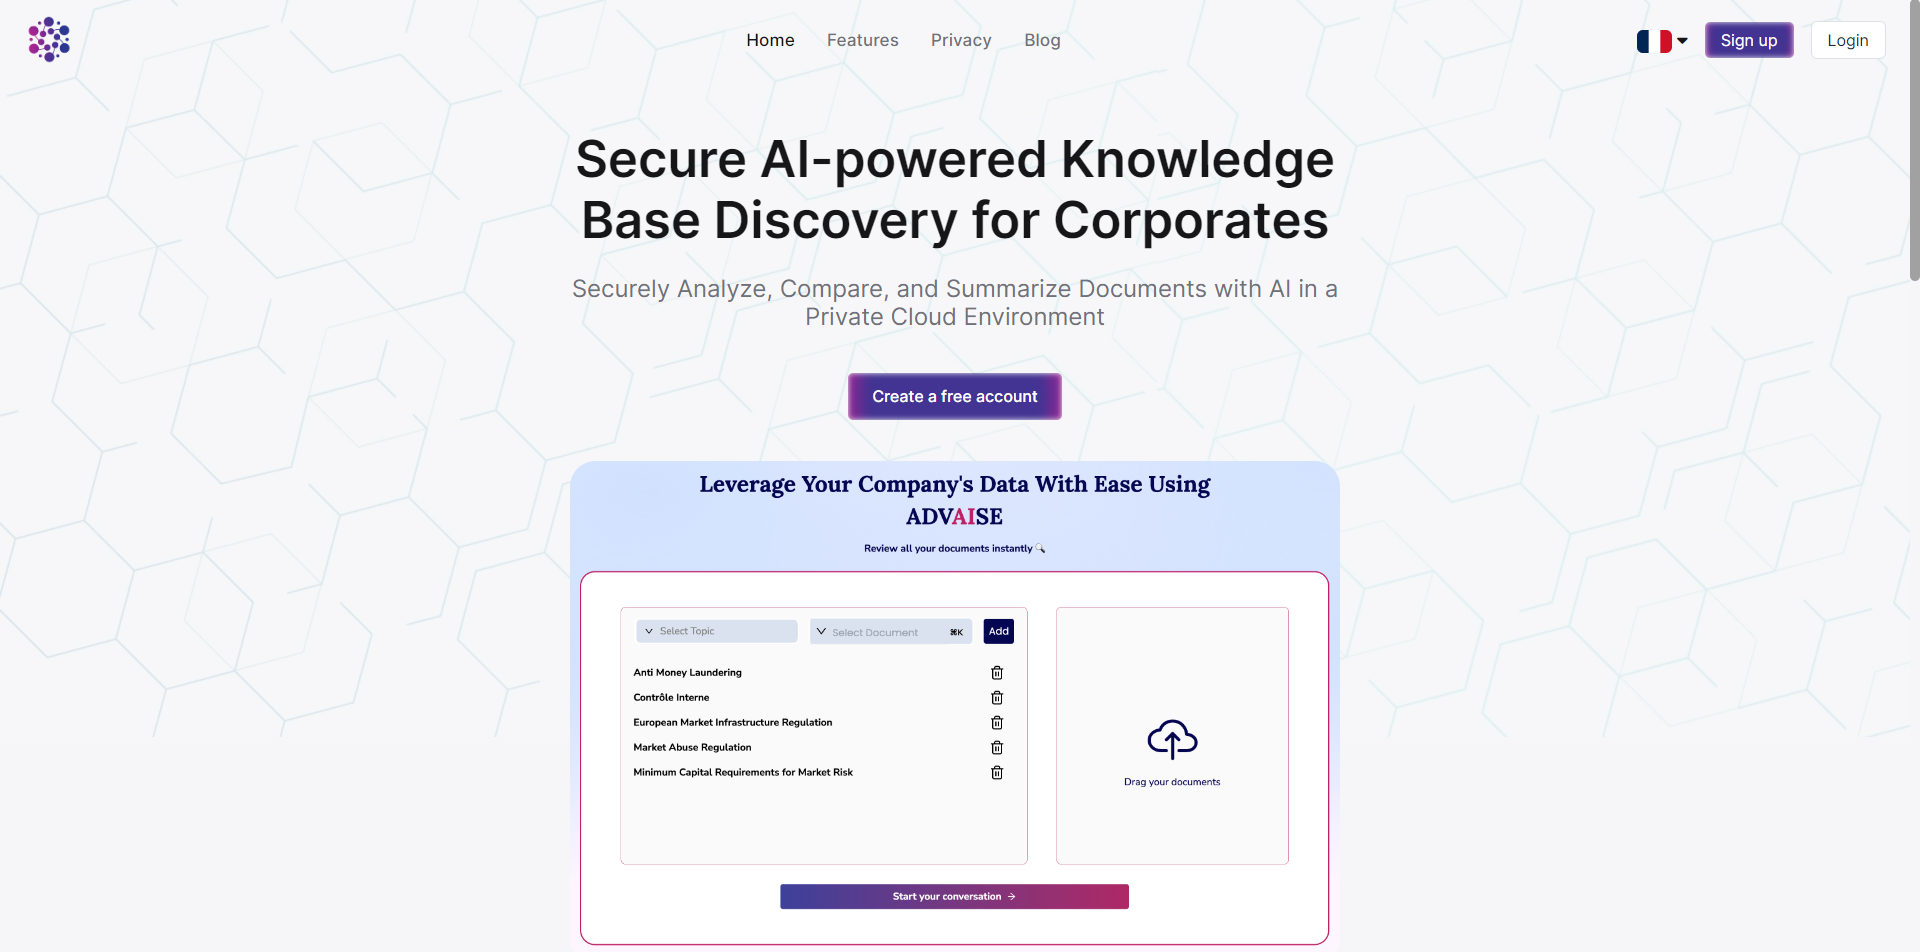 Home Features Privacy Blog Sign up Login
Secure AI-powered Knowledge
Base Discovery for Corporates
Securely Analyze, Compare, and Summarize Documents with AI in a
Private Cloud Environment
Create a free account
Leverage Your Company's Data With Ease Using
ADVAISE
Review all your documents instantly
Select Topic Select Document ⌘K Add
Anti Money Laundering
Contrôle Interne
European Market Infrastructure Regulation
Market Abuse Regulation
Minimum Capital Requirements for Market Risk
Drag your documents
Start your conversation →